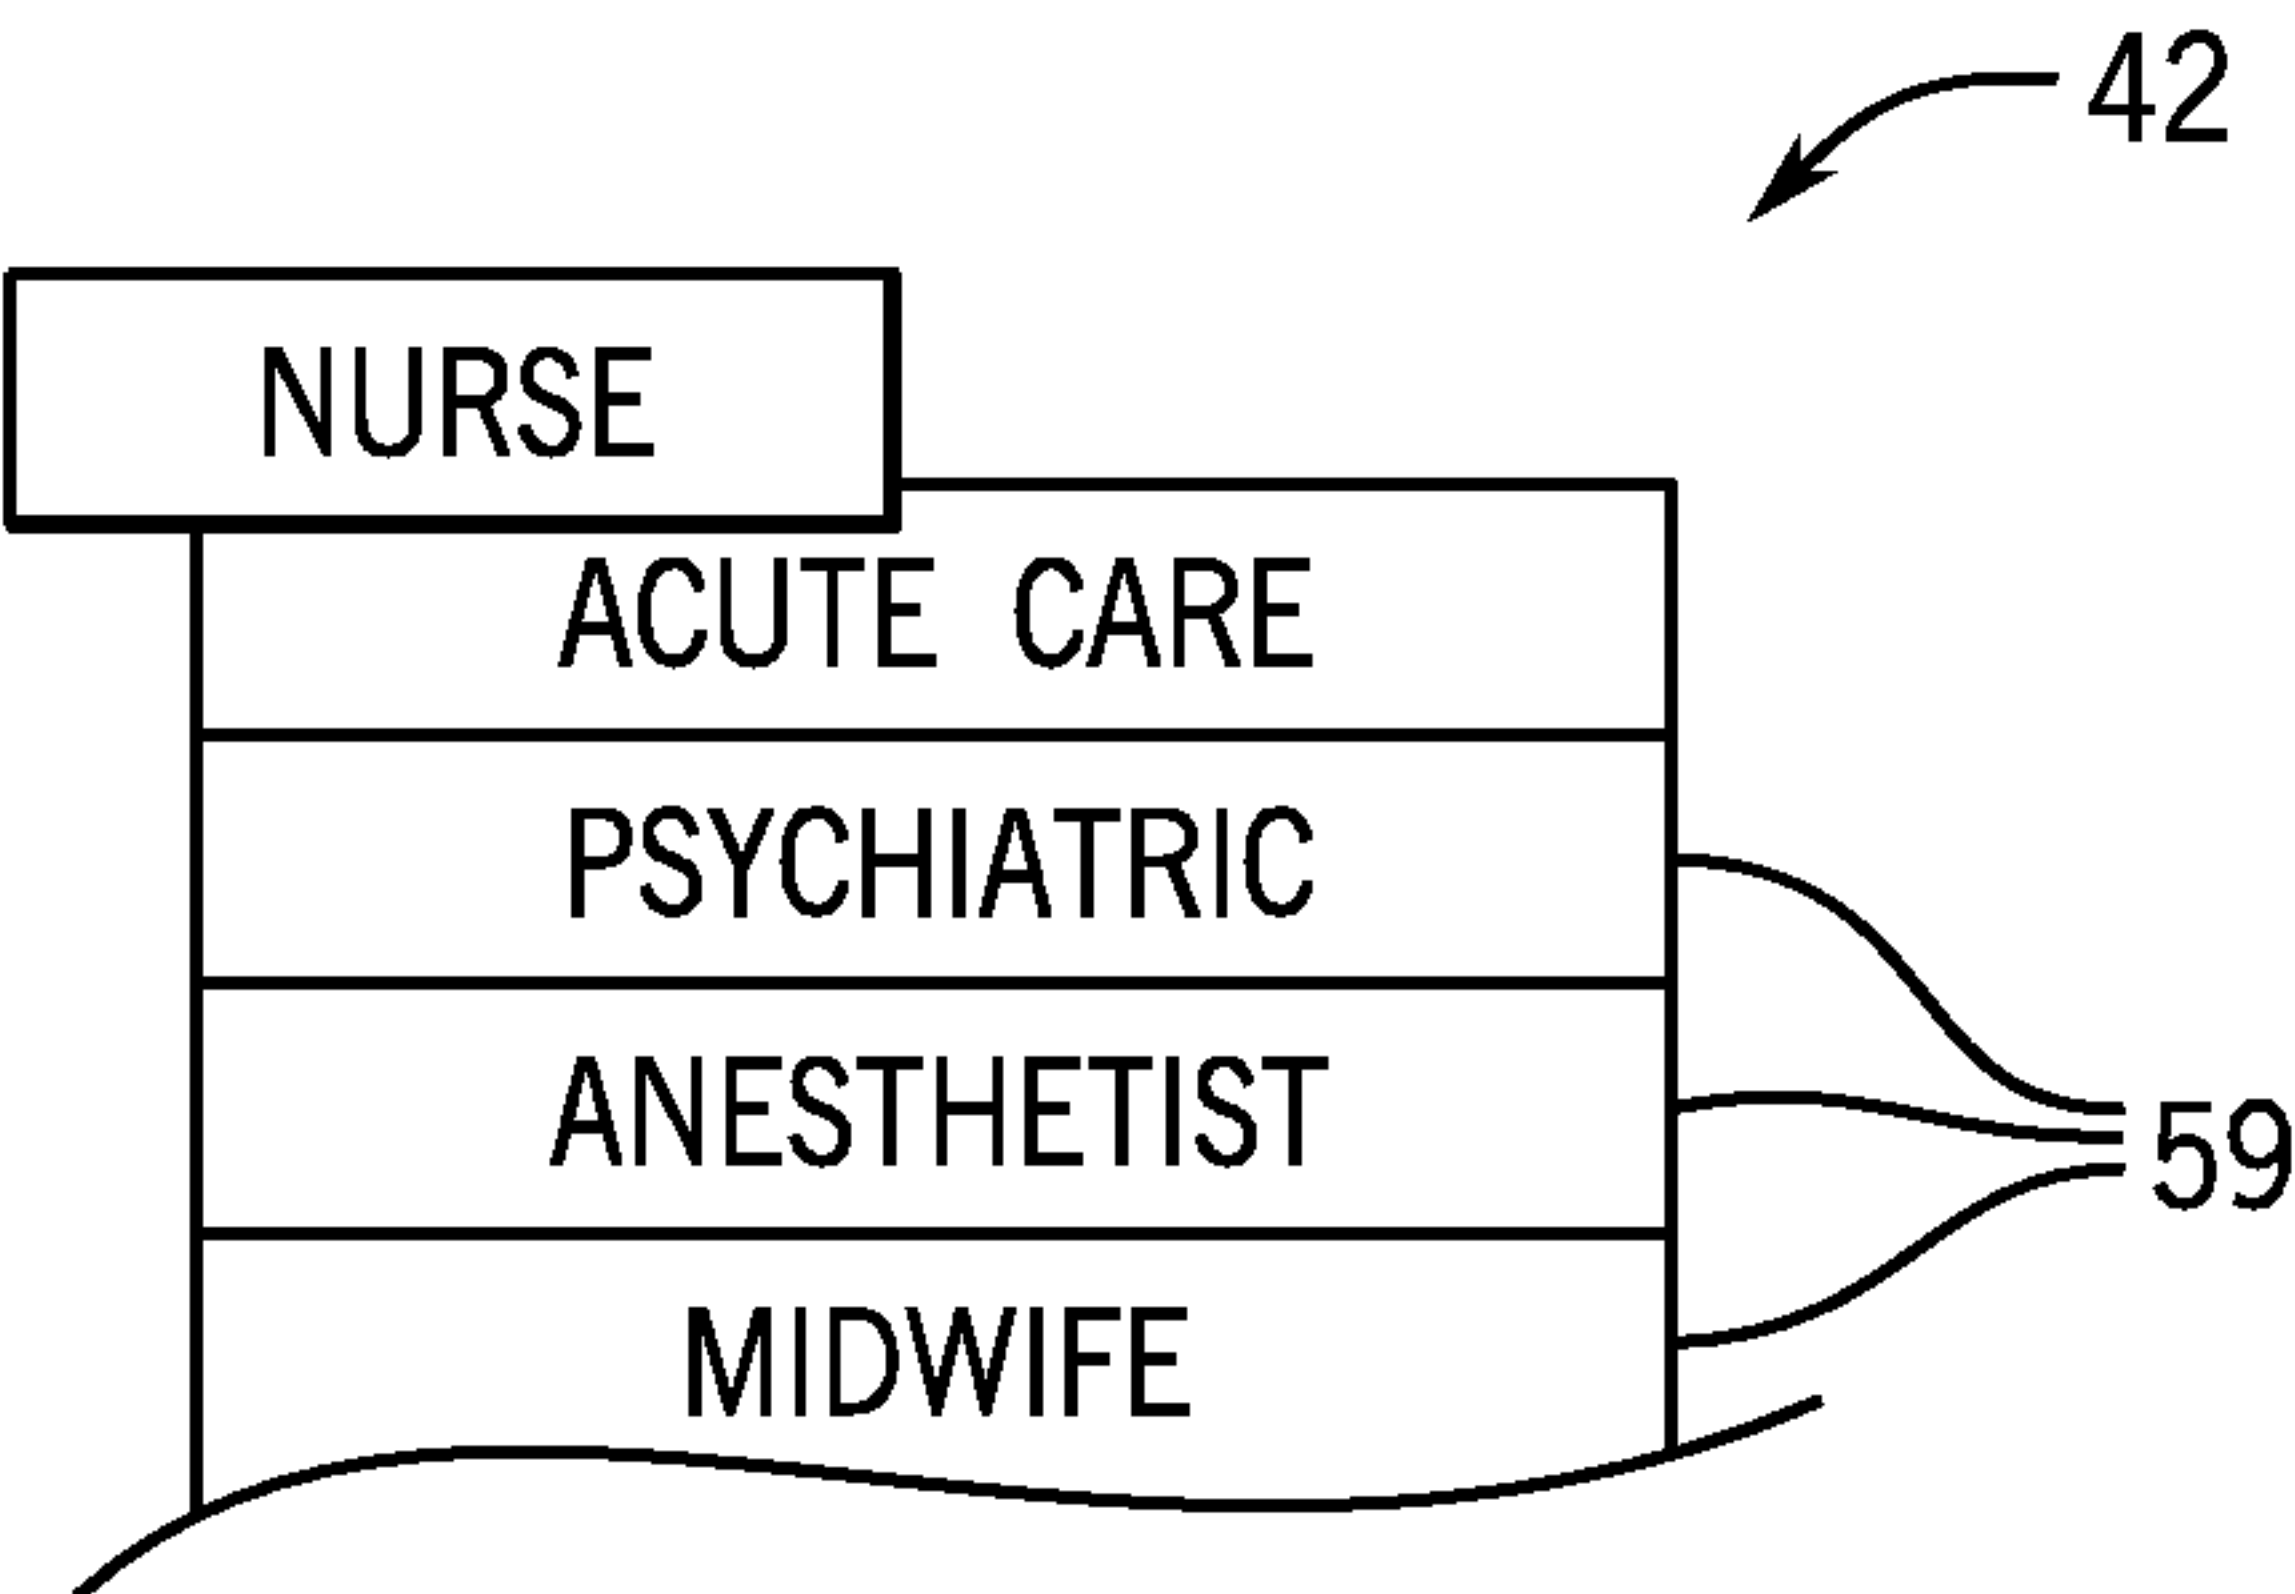 42
NURSE
ACUTE CARE
PSYCHIATRIC
ANESTHETIST
59
MIDWIFE